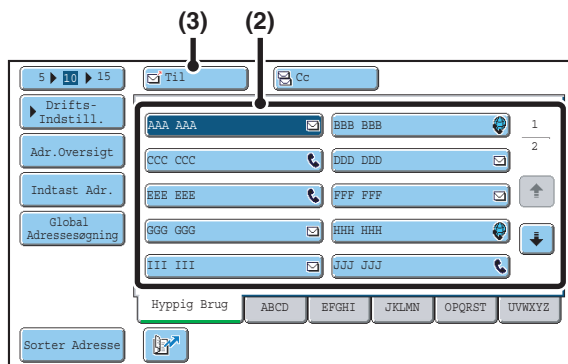 (3) (2)
5 10 15
Til
Cc
Drifts-
Indstill.
Adr.Oversigt
Indtast Adr.
Global
Adressesøgning
AAA AAA
BBB BBB
CCC CCC
DDD DDD
EEE EEE
FFF FFF
GGG GGG
HHH HHH
III III
JJJ JJJ
1
2
Hyppig Brug
ABCD
EFGHI
JKLMN
OPQRST
UVWXYZ
Sorter Adresse